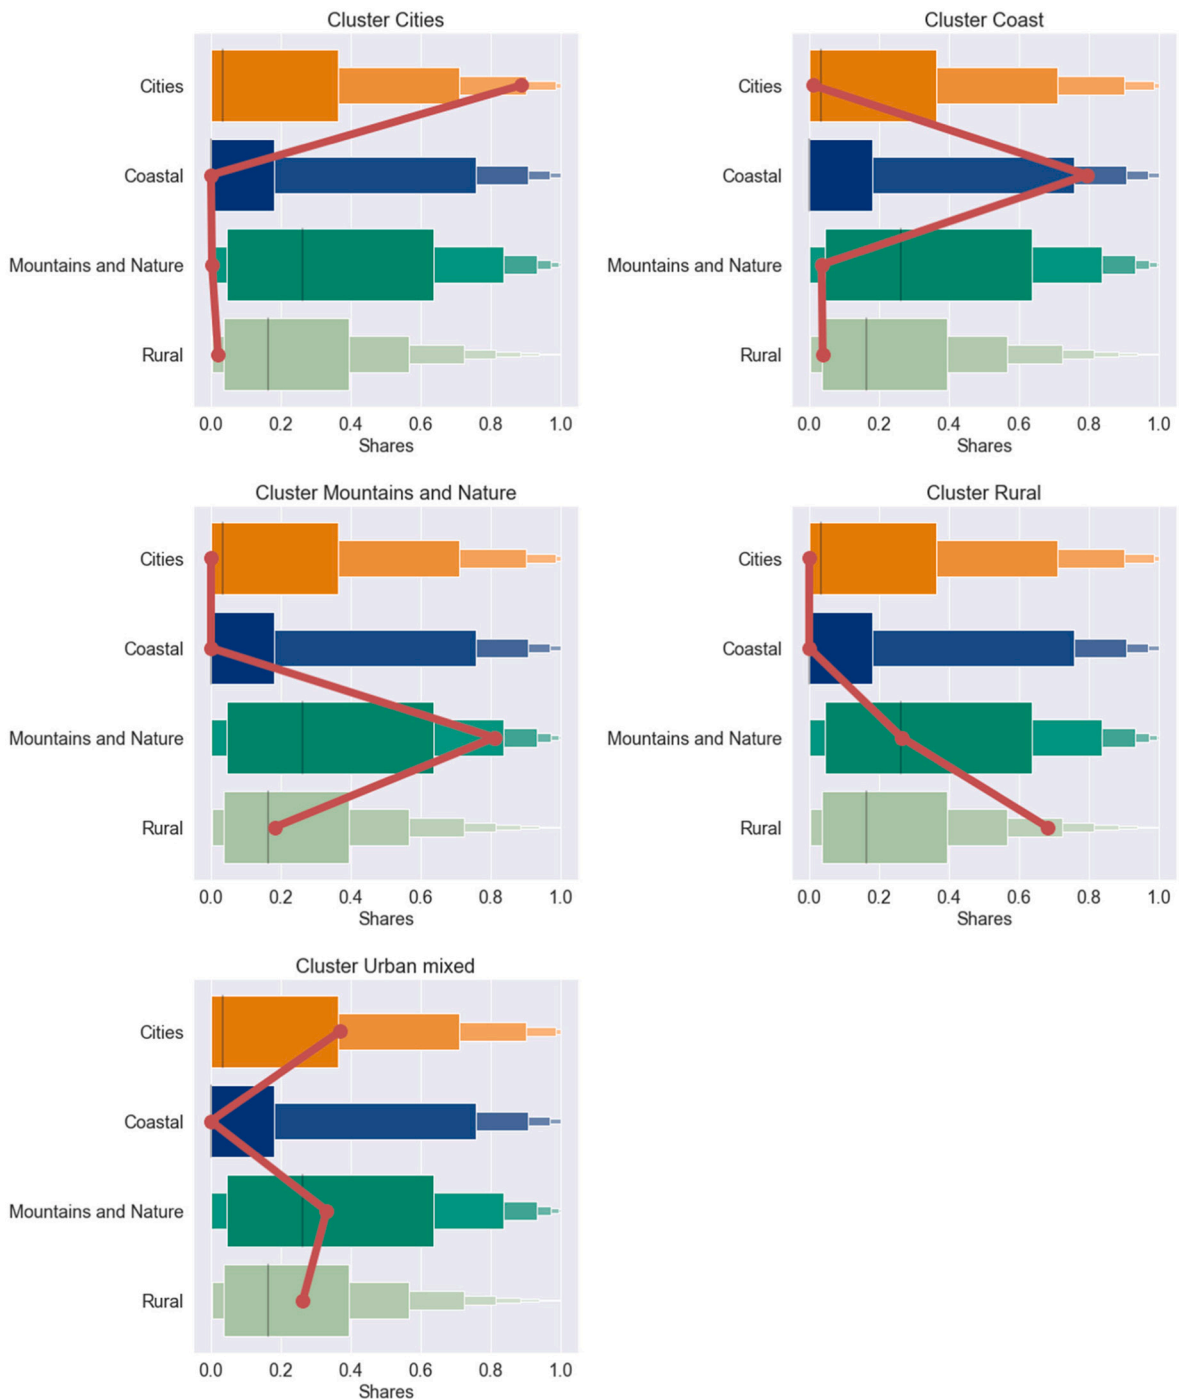 Cluster Cities
Cities
Coastal
Mountains and Nature
Rural
0.0 0.2 0.4 0.6 0.8 1.0
Shares
Cluster Coast
Cities
Coastal
Mountains and Nature
Rural
0.0 0.2 0.4 0.6 0.8 1.0
Shares
Cluster Mountains and Nature
Cities
Coastal
Mountains and Nature
Rural
0.0 0.2 0.4 0.6 0.8 1.0
Shares
Cluster Rural
Cities
Coastal
Mountains and Nature
Rural
0.0 0.2 0.4 0.6 0.8 1.0
Shares
Cluster Urban mixed
Cities
Coastal
Mountains and Nature
Rural
0.0 0.2 0.4 0.6 0.8 1.0
Shares